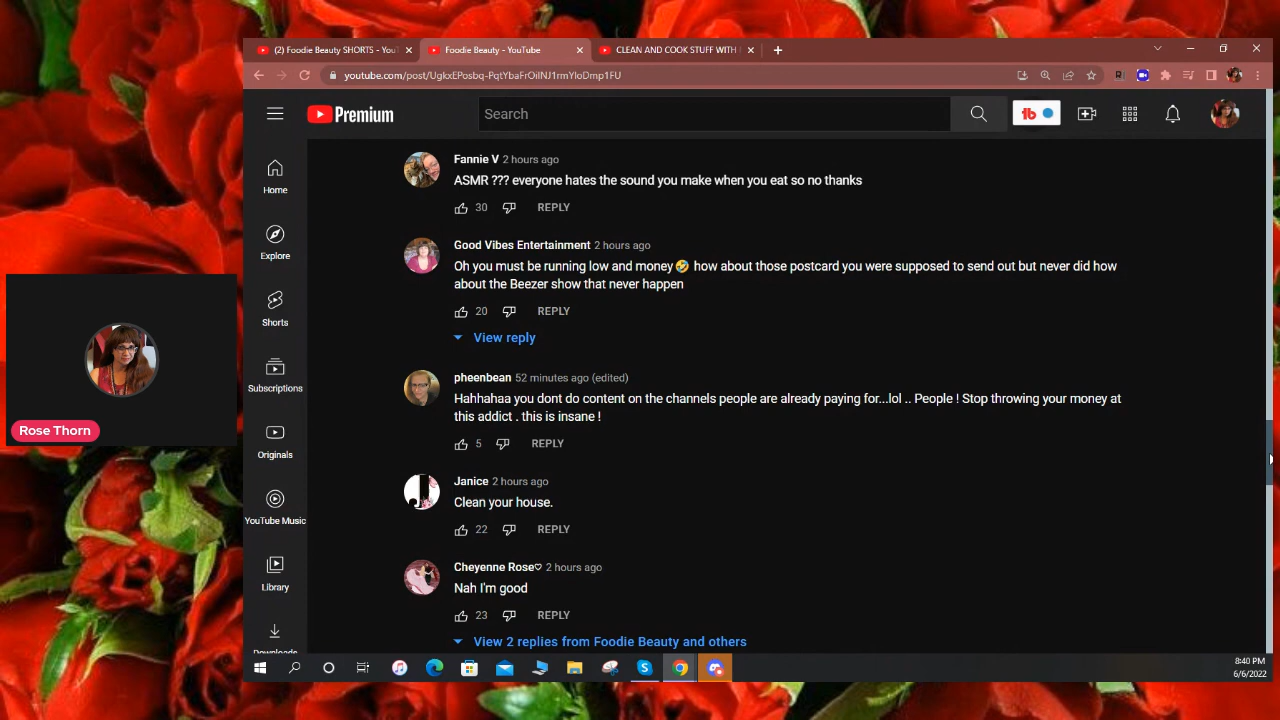 (2) Foodie Beauty SHORTS - YouT
Foodie Beauty - YouTube
CLEAN AND COOK STUFF WITH
youtube.com/post/UgkxEPosbq-PqtYbaFrOiINJ1rmYIoDmp1FU
Premium
Search
Home
Explore
Shorts
Subscriptions
Originals
YouTube Music
Library
Downloads
Fannie V 2 hours ago
ASMR ??? everyone hates the sound you make when you eat so no thanks
30 REPLY
Good Vibes Entertainment 2 hours ago
Oh you must be running low and money🤣 how about those postcard you were supposed to send out but never did how
about the Beezer show that never happen
20 REPLY
View reply
pheenbean 52 minutes ago (edited)
Hahhahaa you dont do content on the channels people are already paying for...lol .. People ! Stop throwing your money at
this addict . this is insane !
5 REPLY
Janice 2 hours ago
Clean your house.
22 REPLY
Cheyenne Rose♡ 2 hours ago
Nah I'm good
23 REPLY
View 2 replies from Foodie Beauty and others
Rose Thorn
8:40 PM
6/6/2022